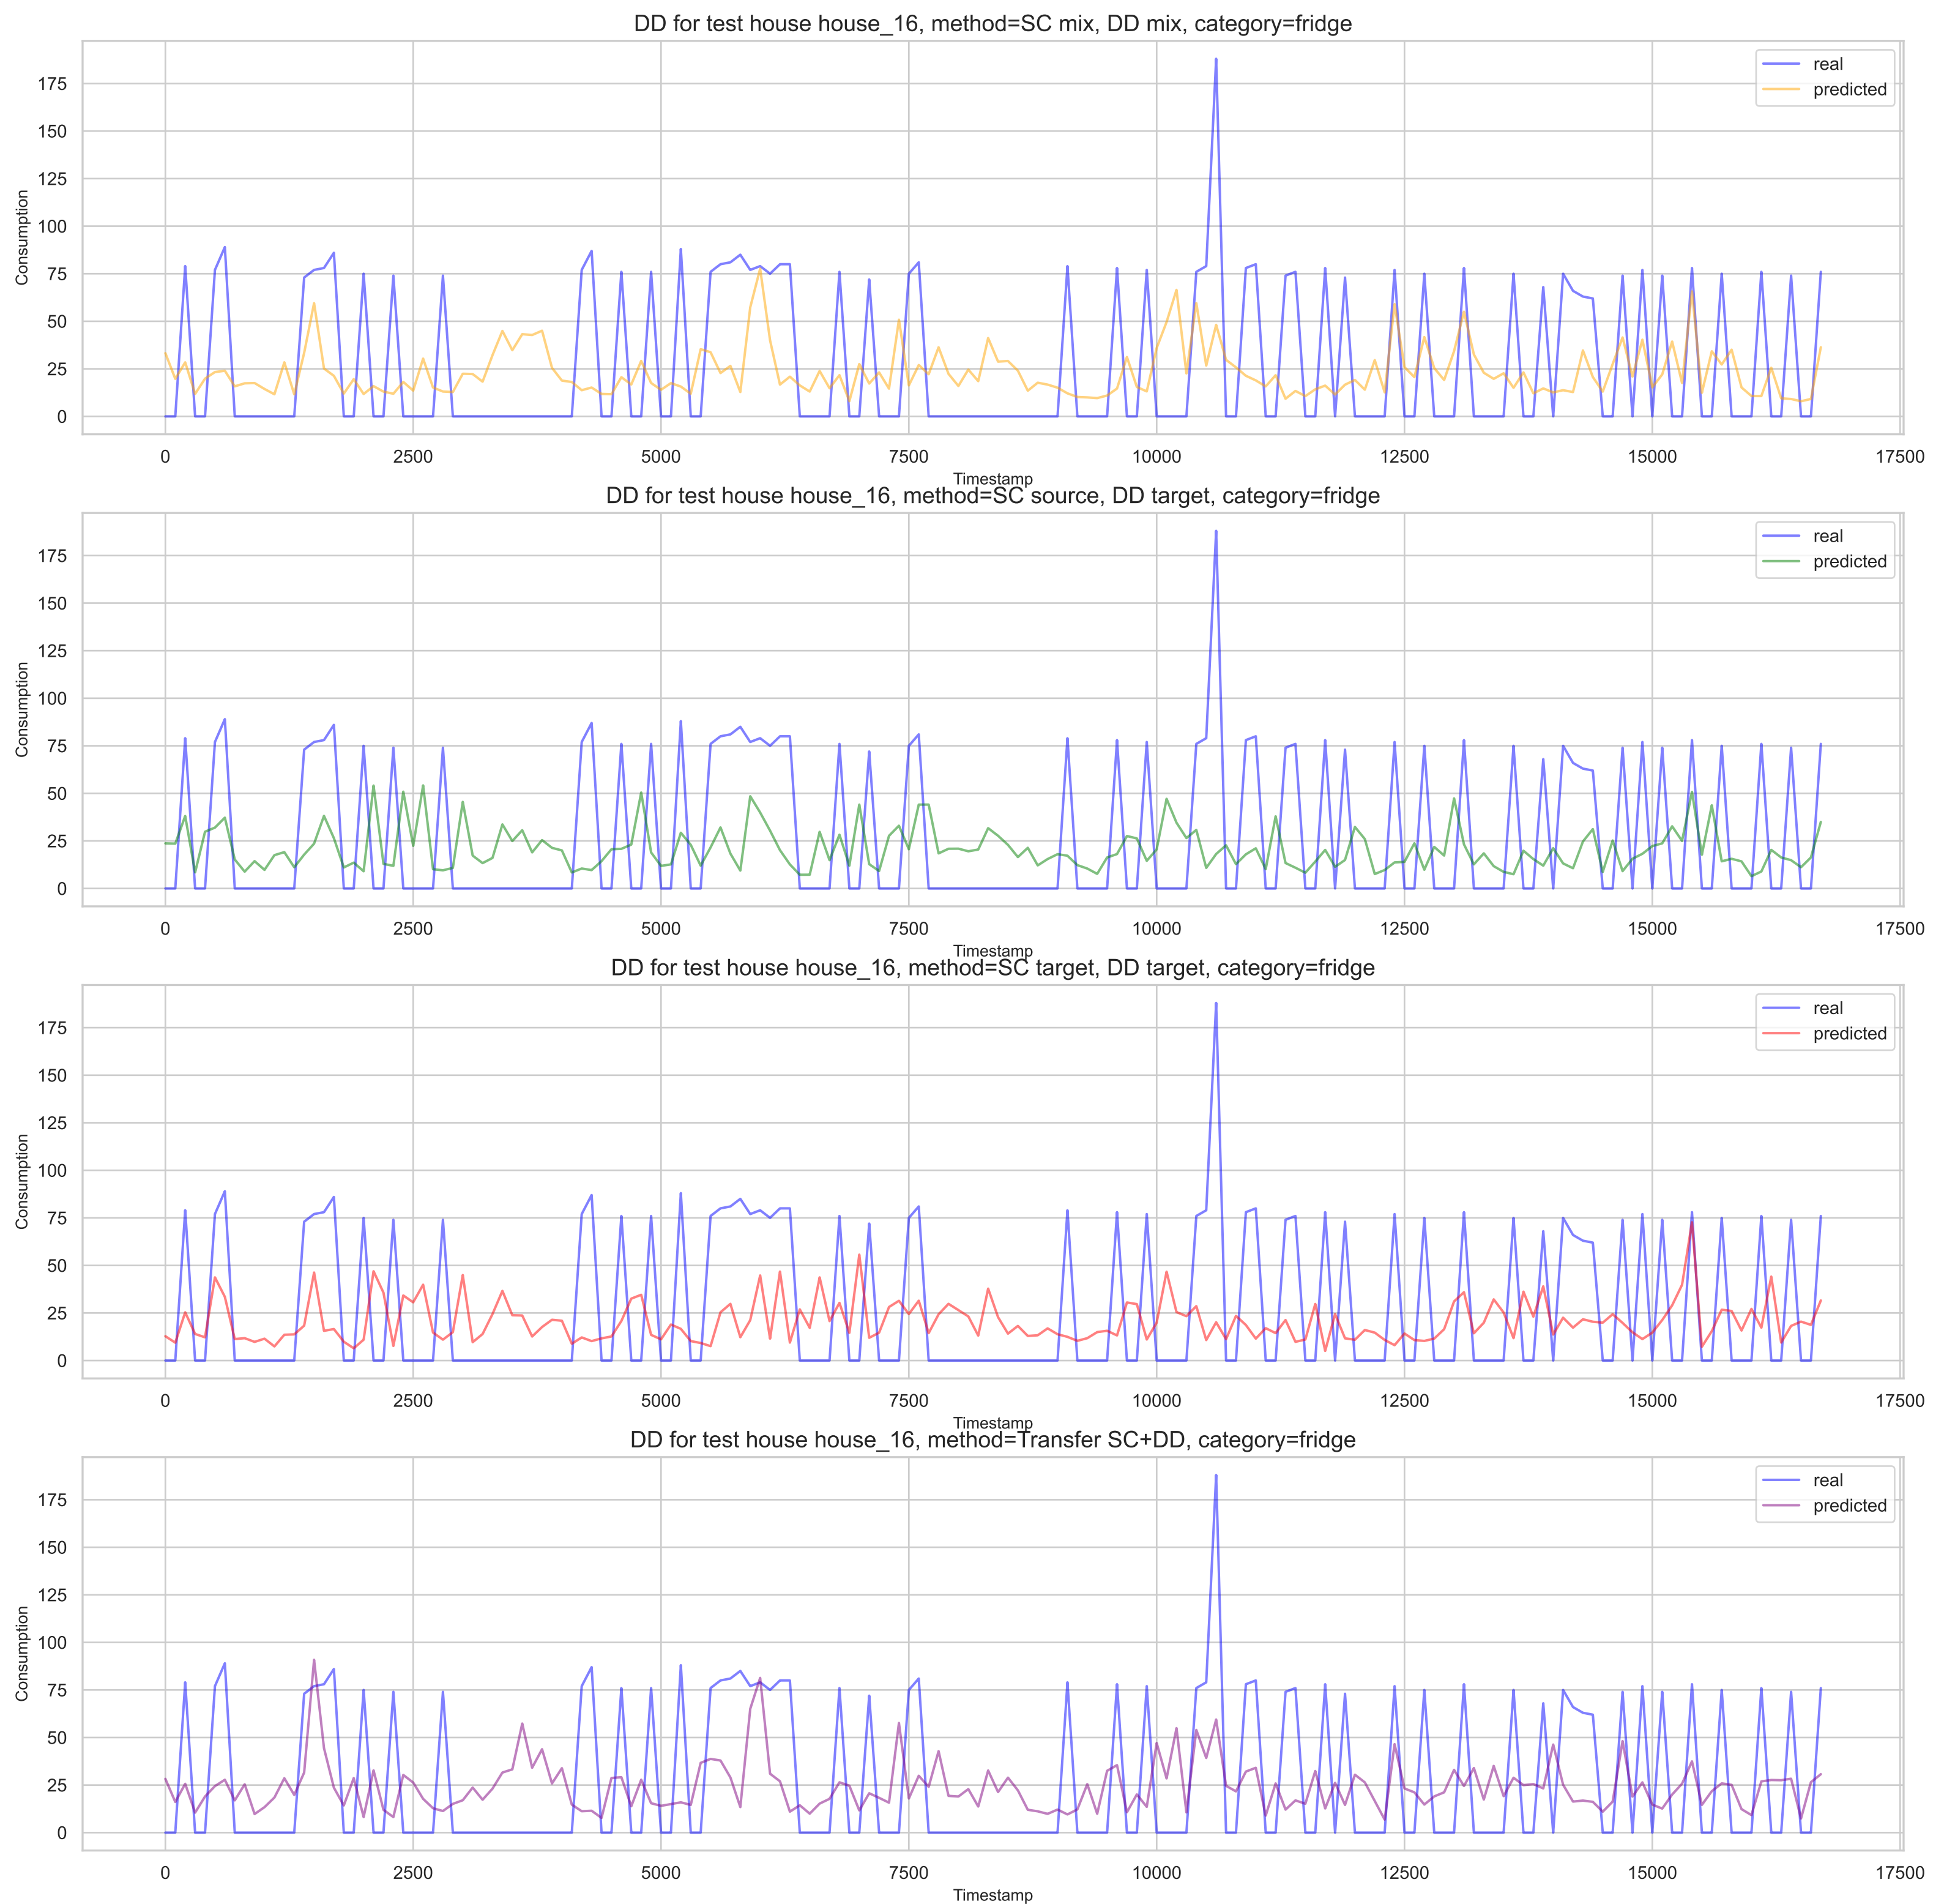 DD for test house house_16, method=SC mix, DD mix, category=fridge
real
predicted
175
150
125
100
75
50
25
0
Consumption
0 2500 5000 7500 10000 12500 15000 17500
Timestamp
DD for test house house_16, method=SC source, DD target, category=fridge
real
predicted
175
150
125
100
75
50
25
0
Consumption
0 2500 5000 7500 10000 12500 15000 17500
Timestamp
DD for test house house_16, method=SC target, DD target, category=fridge
real
predicted
175
150
125
100
75
50
25
0
Consumption
0 2500 5000 7500 10000 12500 15000 17500
Timestamp
DD for test house house_16, method=Transfer SC+DD, category=fridge
real
predicted
175
150
125
100
75
50
25
0
Consumption
0 2500 5000 7500 10000 12500 15000 17500
Timestamp